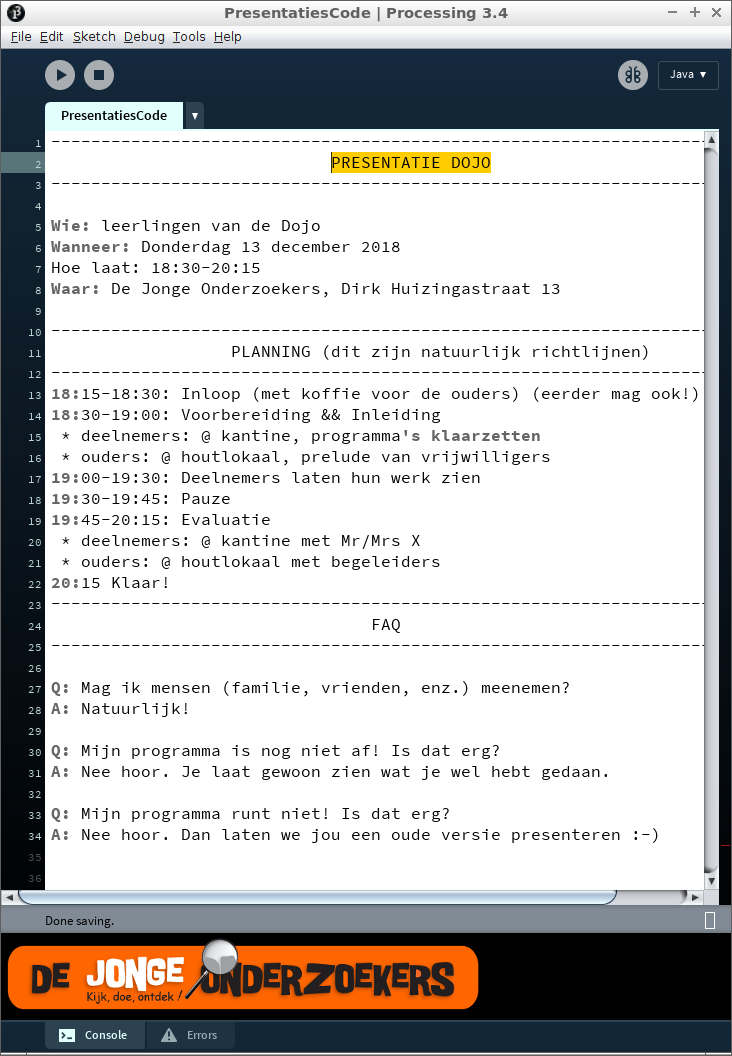 PresentatiesCode | Processing 3.4
File Edit Sketch Debug Tools Help
Java ▼
PresentatiesCode ▼
1 ------------------------------------------------------------------
2 PRESENTATIE DOJO
3 ------------------------------------------------------------------
4
5 Wie: leerlingen van de Dojo
6 Wanneer: Donderdag 13 december 2018
7 Hoe laat: 18:30-20:15
8 Waar: De Jonge Onderzoekers, Dirk Huizingastraat 13
9
10 ------------------------------------------------------------------
11 PLANNING (dit zijn natuurlijk richtlijnen)
12 ------------------------------------------------------------------
13 18:15-18:30: Inloop (met koffie voor de ouders) (eerder mag ook!)
14 18:30-19:00: Voorbereiding && Inleiding
15 * deelnemers: @ kantine, programma's klaarzetten
16 * ouders: @ houtlokaal, prelude van vrijwilligers
17 19:00-19:30: Deelnemers laten hun werk zien
18 19:30-19:45: Pauze
19 19:45-20:15: Evaluatie
20 * deelnemers: @ kantine met Mr/Mrs X
21 * ouders: @ houtlokaal met begeleiders
22 20:15 Klaar!
23 ------------------------------------------------------------------
24 FAQ
25 ------------------------------------------------------------------
26
27 Q: Mag ik mensen (familie, vrienden, enz.) meenemen?
28 A: Natuurlijk!
29
30 Q: Mijn programma is nog niet af! Is dat erg?
31 A: Nee hoor. Je laat gewoon zien wat je wel hebt gedaan.
32
33 Q: Mijn programma runt niet! Is dat erg?
34 A: Nee hoor. Dan laten we jou een oude versie presenteren :-)
35
36
Done saving.
DE JONGE ONDERZOEKERS
Kijk, doe, ontdek!
Console Errors